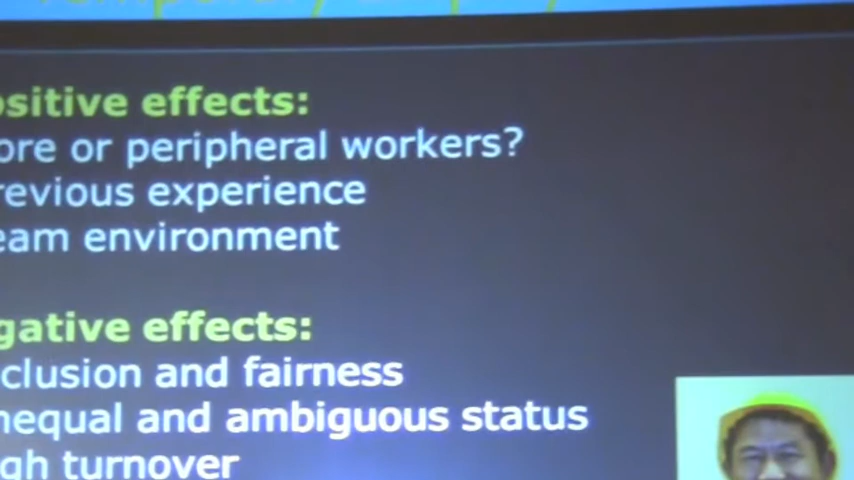 ositive effects:
ore or peripheral workers?
revious experience
eam environment
gative effects:
clusion and fairness
nequal and ambiguous status
gh turnover